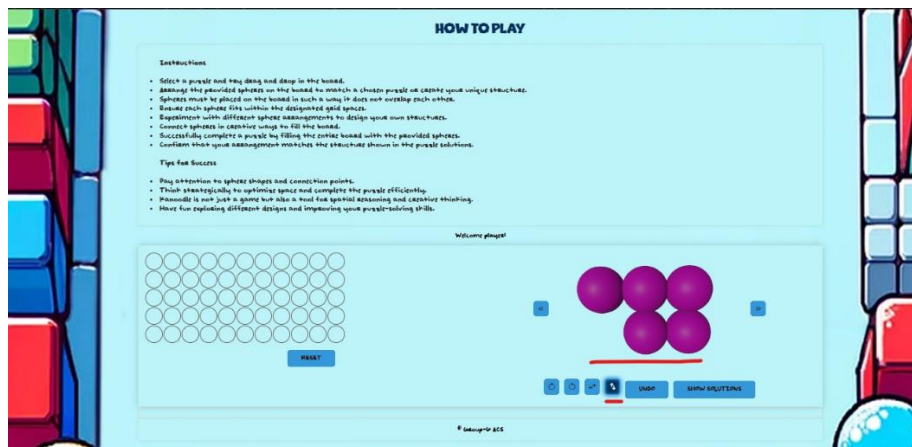 HOW TO PLAY
Instructions
• Select a puzzle and try drag and drop in the board.
• Arrange the provided spheres on the board to match a chosen puzzle or create your unique structure.
• Spheres must be placed on the board in such a way it does not overlap each other.
• Ensure each sphere fits within the designated grid spaces.
• Experiment with different sphere arrangements to design your own structures.
• Connect spheres in creative ways to fill the board.
• Successfully complete a puzzle by filling the entire board with the provided spheres.
• Confirm that your arrangement matches the structure shown in the puzzle solutions.
Tips for Success
• Pay attention to sphere shapes and connection points.
• Think strategically to optimize space and complete the puzzle efficiently.
• Kanoodle is not just a game but also a tool for spatial reasoning and creative thinking.
• Have fun exploring different designs and improving your puzzle-solving skills.
Welcome player!
« »
RESET
UNDO SHOW SOLUTIONS
© Group-G ACS